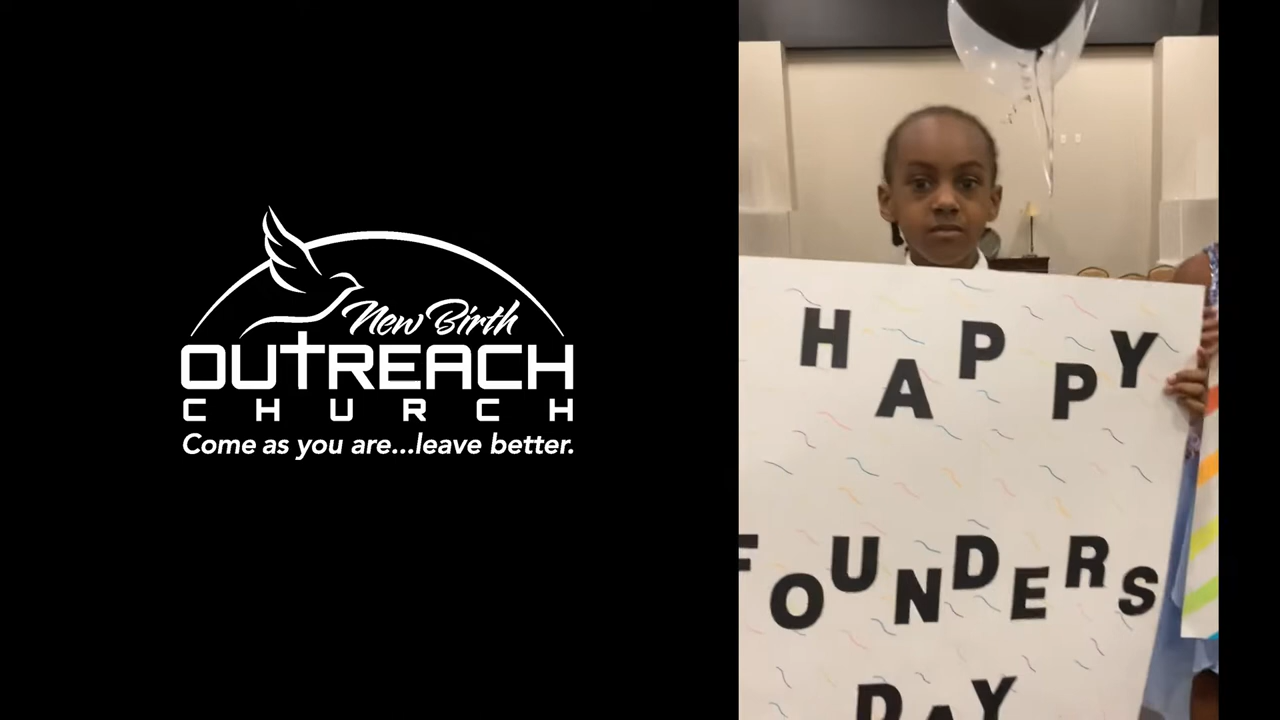 New Birth
OUTREACH
CHURCH
Come as you are...leave better.
HAPPY
FOUNDERS
DAY